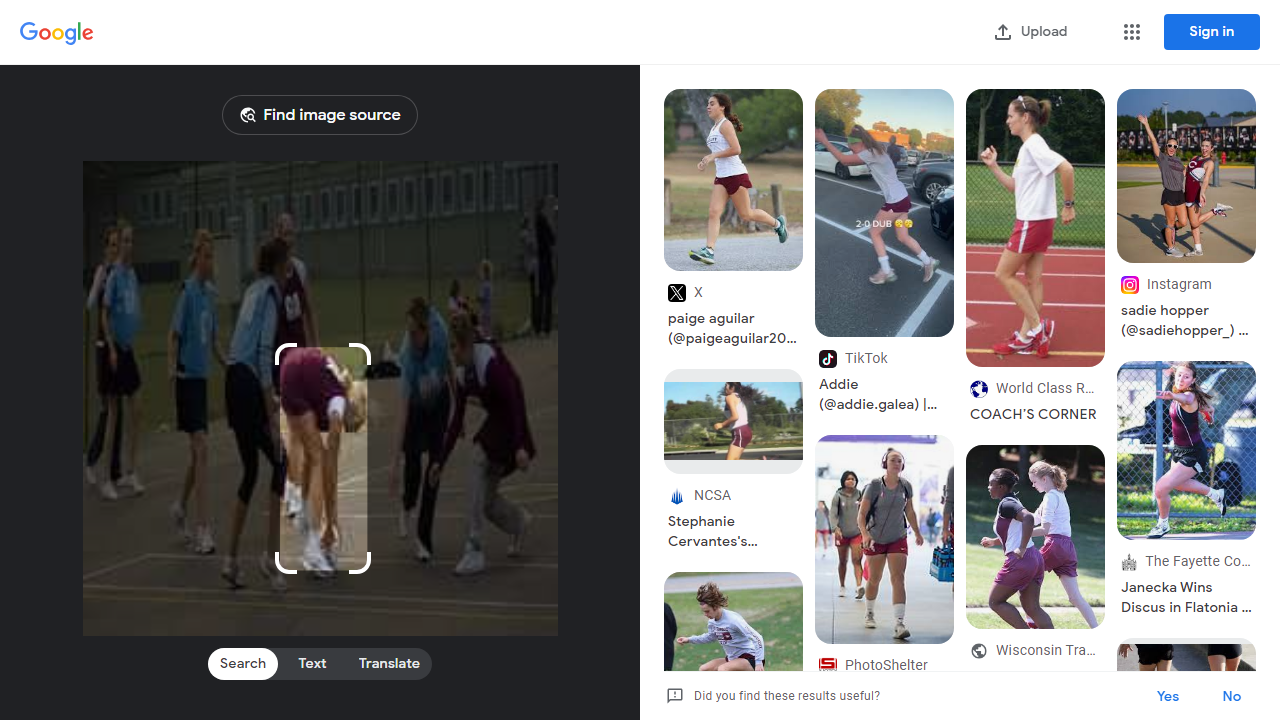 Google
Upload
Sign in
Find image source
Search
Text
Translate
X
paige aguilar
(@paigeaguilar20...
NCSA
Stephanie
Cervantes's...
2-0 DUB
TikTok
Addie
(@addie.galea) |...
PhotoShelter
World Class R...
COACH'S CORNER
Wisconsin Tra...
Instagram
sadie hopper
(@sadiehopper_) ...
The Fayette Co...
Janecka Wins
Discus in Flatonia ...
Did you find these results useful?
Yes
No